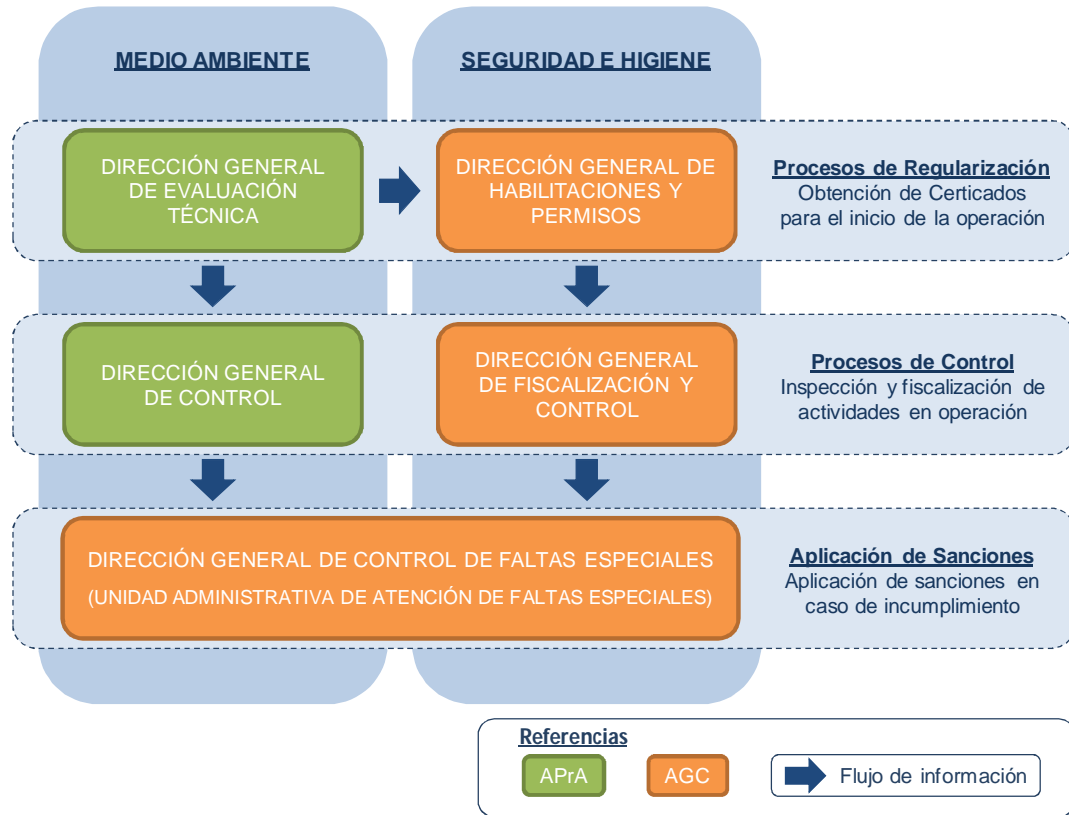 MEDIO AMBIENTE
SEGURIDAD E HIGIENE
DIRECCIÓN GENERAL
DE EVALUACIÓN
TÉCNICA
DIRECCIÓN GENERAL DE
HABILITACIONES Y
PERMISOS
Procesos de Regularización
Obtención de Certicados
para el inicio de la operación
DIRECCIÓN GENERAL
DE CONTROL
DIRECCIÓN GENERAL
DE FISCALIZACIÓN Y
CONTROL
Procesos de Control
Inspección y fiscalización de
actividades en operación
DIRECCIÓN GENERAL DE CONTROL DE FALTAS ESPECIALES
(UNIDAD ADMINISTRATIVA DE ATENCIÓN DE FALTAS ESPECIALES)
Aplicación de Sanciones
Aplicación de sanciones en
caso de incumplimiento
Referencias
APrA
AGC
Flujo de información